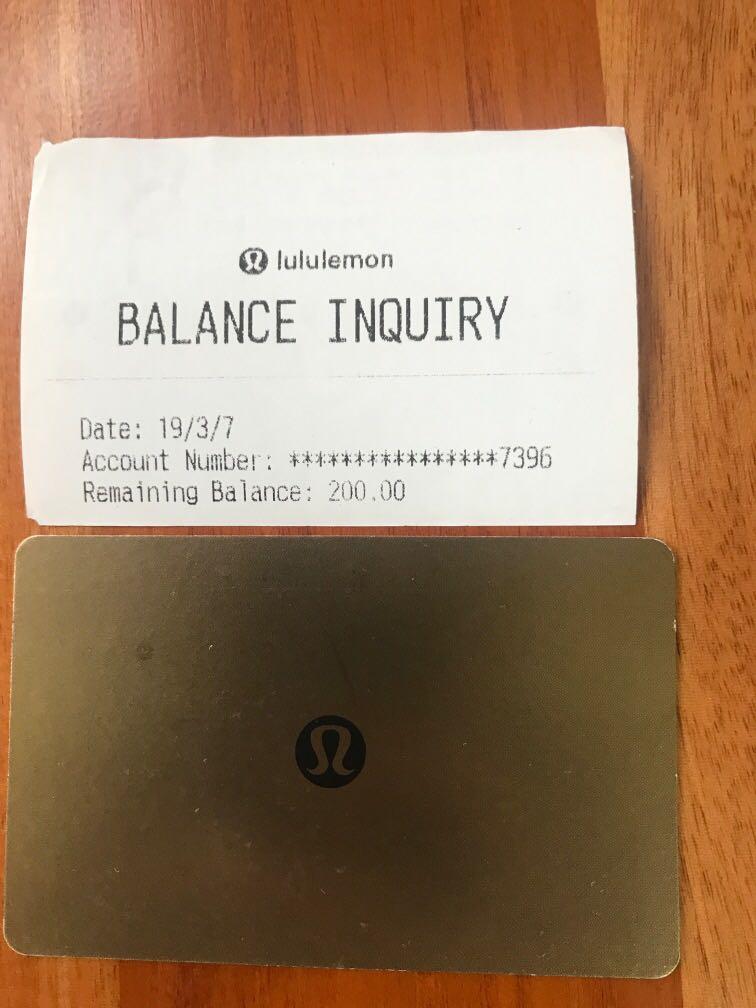 lululemon
BALANCE INQUIRY
Date: 19/3/7
Account Number: ****************7396
Remaining Balance: 200.00